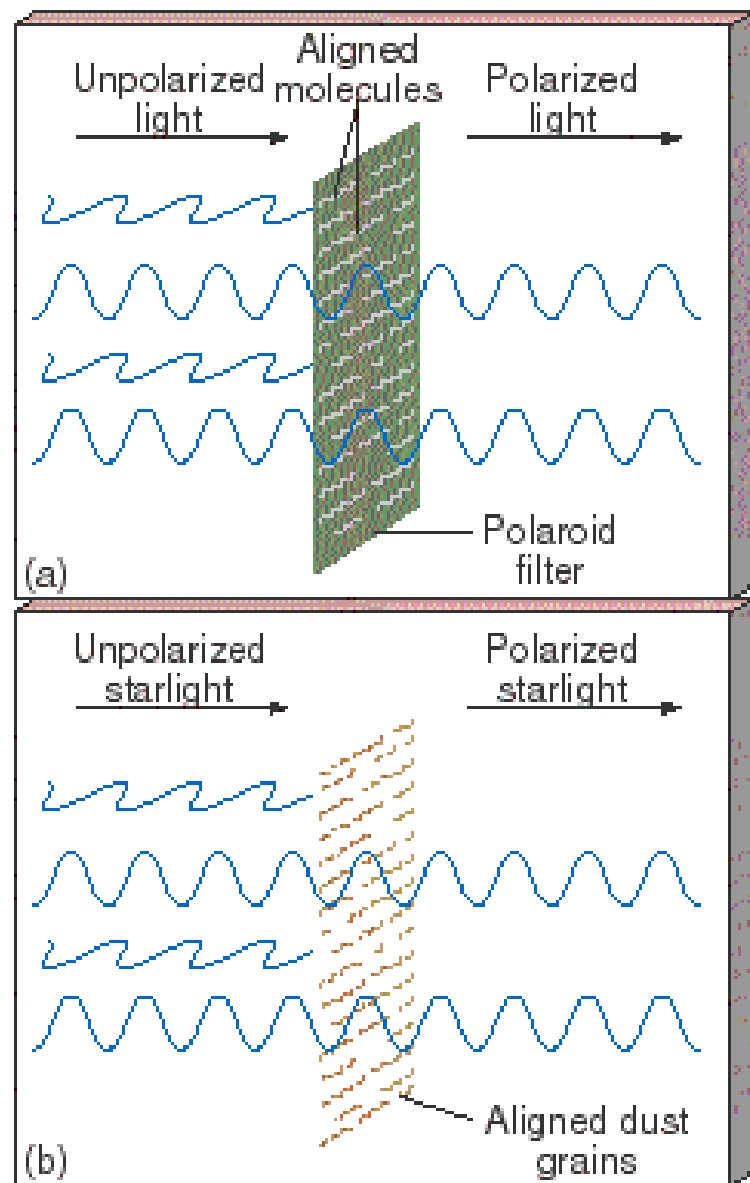 Unpolarized
light
Aligned
molecules
Polarized
light
Polaroid
filter
(a)
Unpolarized
starlight
Polarized
starlight
Aligned dust
grains
(b)